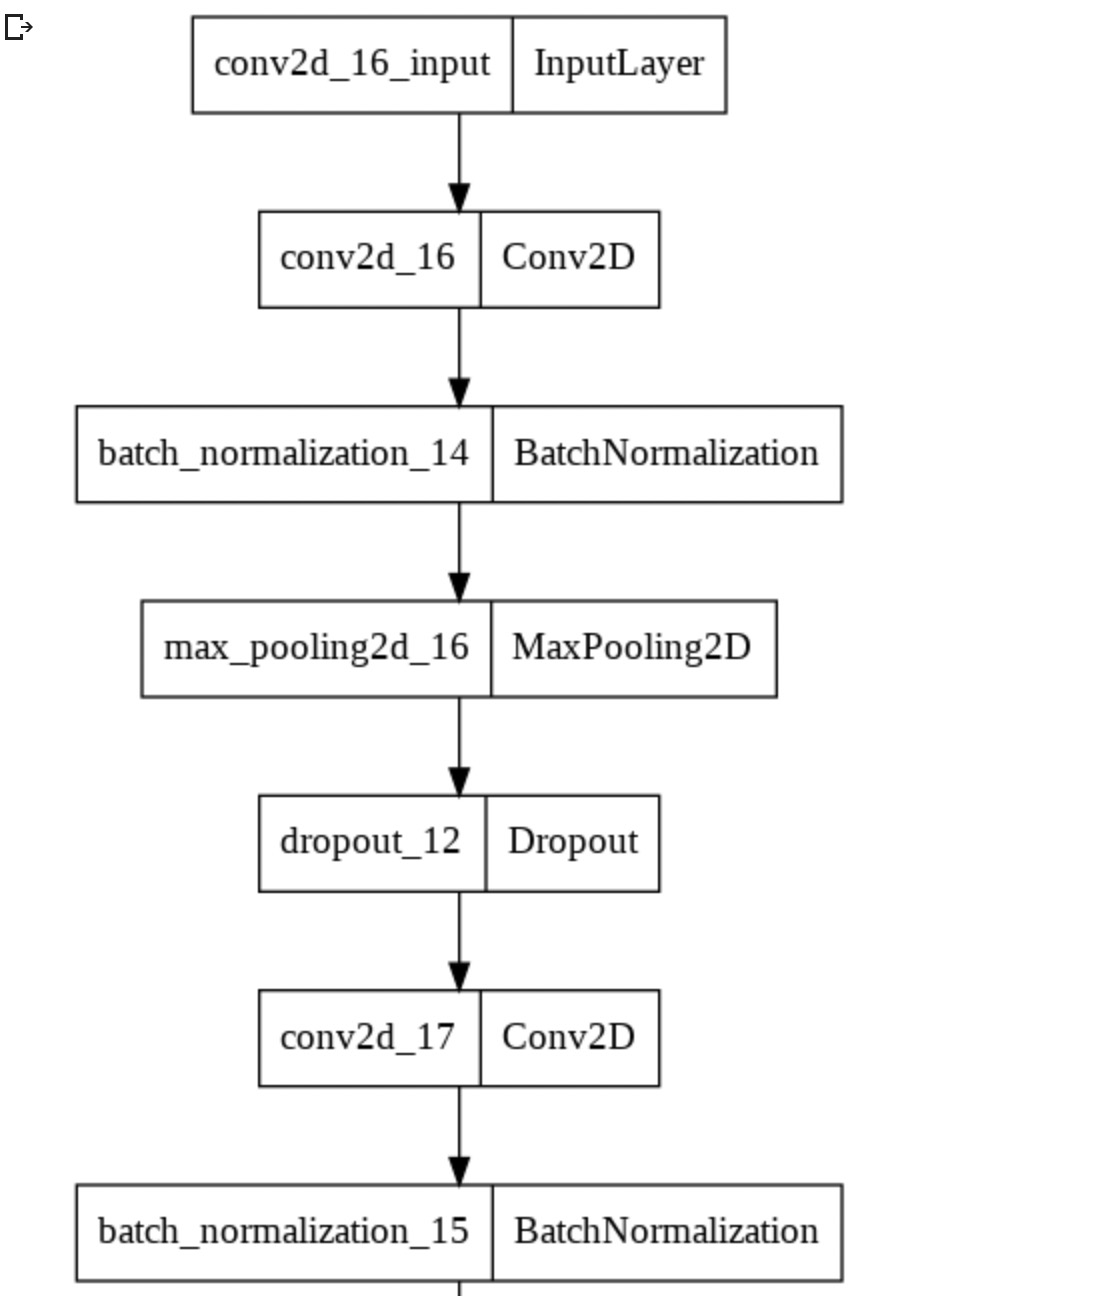 conv2d_16_input InputLayer
conv2d_16 Conv2D
batch_normalization_14 BatchNormalization
max_pooling2d_16 MaxPooling2D
dropout_12 Dropout
conv2d_17 Conv2D
batch_normalization_15 BatchNormalization